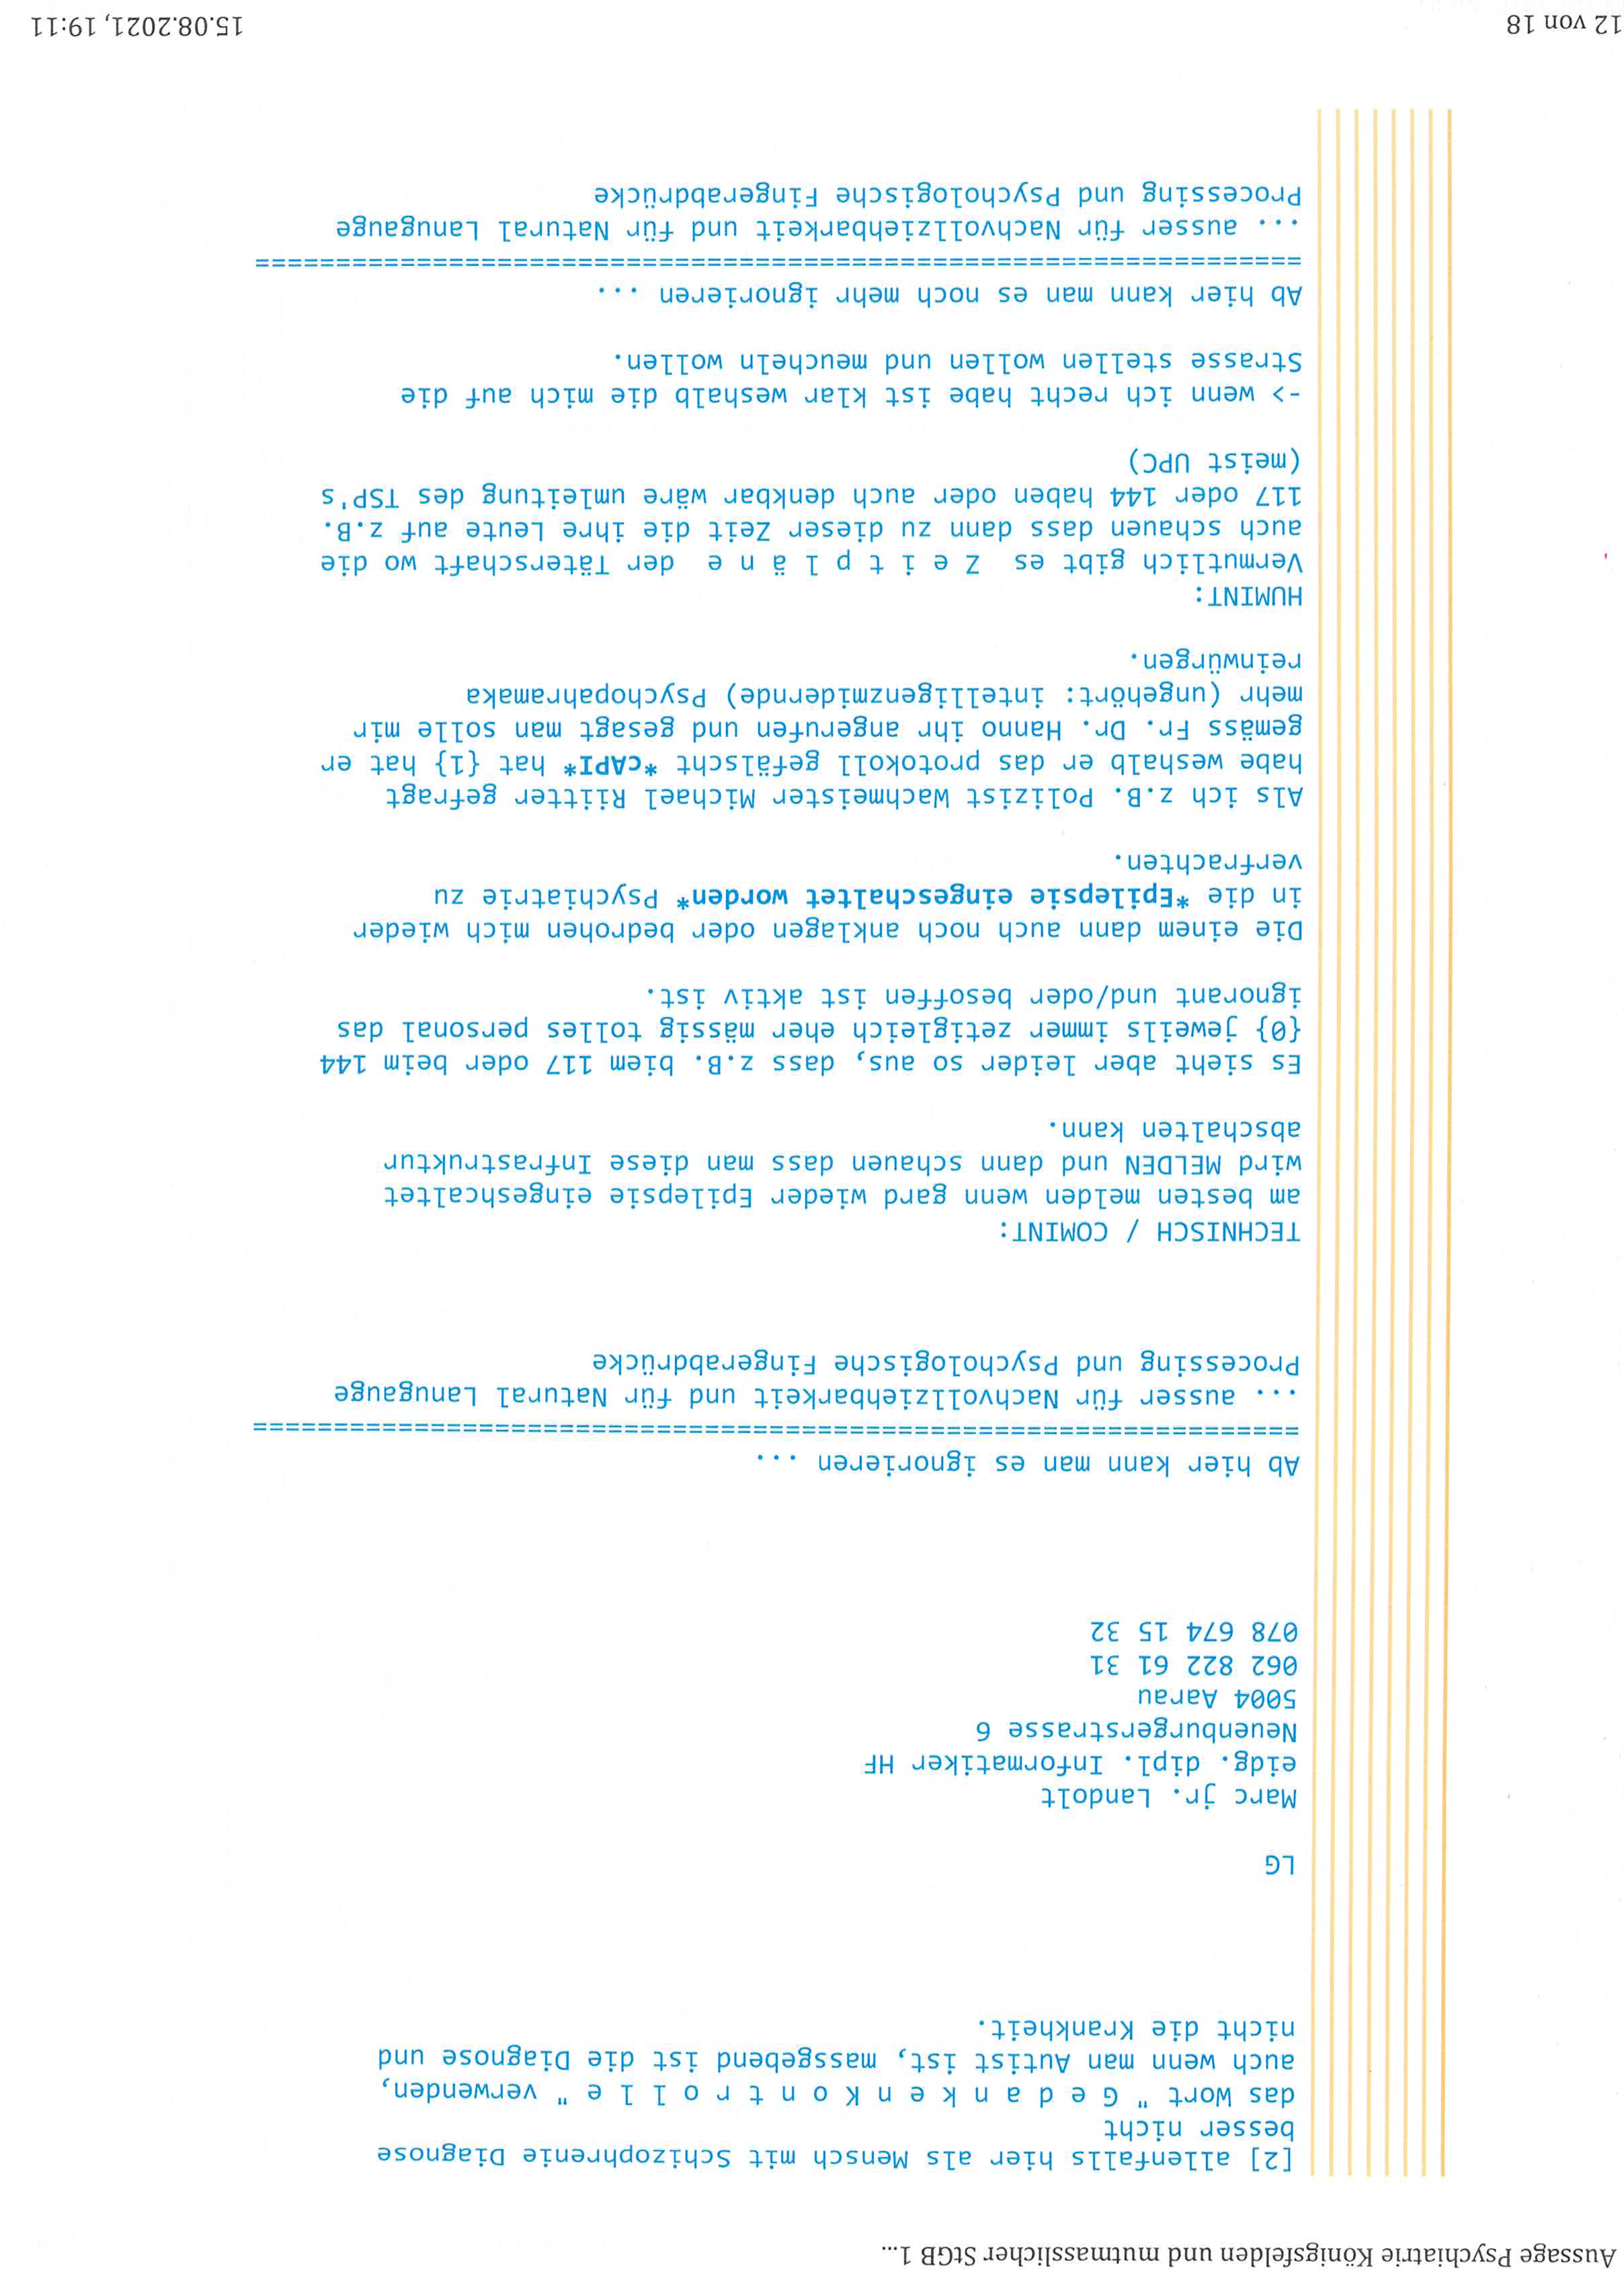 Aussage Psychiatrie Königsfelden und mutmasslicher StGB 1...
[2] allenfalls hier als Mensch mit Schizophrenie Diagnose
besser nicht
das Wort " G e d a n k e n K o n t r o l l e " verwenden,
auch wenn man Autist ist, massgebend ist die Diagnose und
nicht die Krankheit.
LG
Marc jr. Landolt
eidg. dipl. Informatiker HF
Neuenburgerstrasse 6
5004 Aarau
062 822 61 31
078 674 15 32
Ab hier kann man es ignorieren ...
=================================================================
... ausser für Nachvollziehbarkeit und für Natural Lanugauge
Processing und Psychologische Fingerabdrücke
TECHNISCH / COMINT:
am besten melden wenn gard wieder Epilepsie eingeshcaltet
wird MELDEN und dann schauen dass man diese Infrastruktur
abschalten kann.
Es sieht aber leider so aus, dass z.B. biem 117 oder beim 144
{0} jeweils immer zetigleich eher mässig tolles personal das
ignorant und/oder besoffen ist aktiv ist.
Die einem dann auch noch anklagen oder bedrohen mich wieder
in die *Epilepsie eingeschaltet worden* Psychiatrie zu
verfrachten.
Als ich z.B. Polizist Wachmeister Michael Riitter gefragt
habe weshalb er das protokoll gefälscht *cAPI* hat {1} hat er
gemäss Fr. Dr. Hanno ihr angerufen und gesagt man solle mir
mehr (ungehört: intelligenzmidernde) Psychopahramaka
reinwürgen.
HUMINT:
Vermutlich gibt es Z e i t p l ä n e der Täterschaft wo die
auch schauen dass dann zu dieser Zeit die ihre Leute auf z.B.
117 oder 144 haben oder auch denkbar wäre umleitung des TSP's
(meist UPC)
-> wenn ich recht habe ist klar weshalb die mich auf die
Strasse stellen wollen und meucheln wollen.
Ab hier kann man es noch mehr ignorieren ...
=================================================================
... ausser für Nachvollziehbarkeit und für Natural Lanugauge
Processing und Psychologische Fingerabdrücke
12 von 18
15.08.2021, 19:11